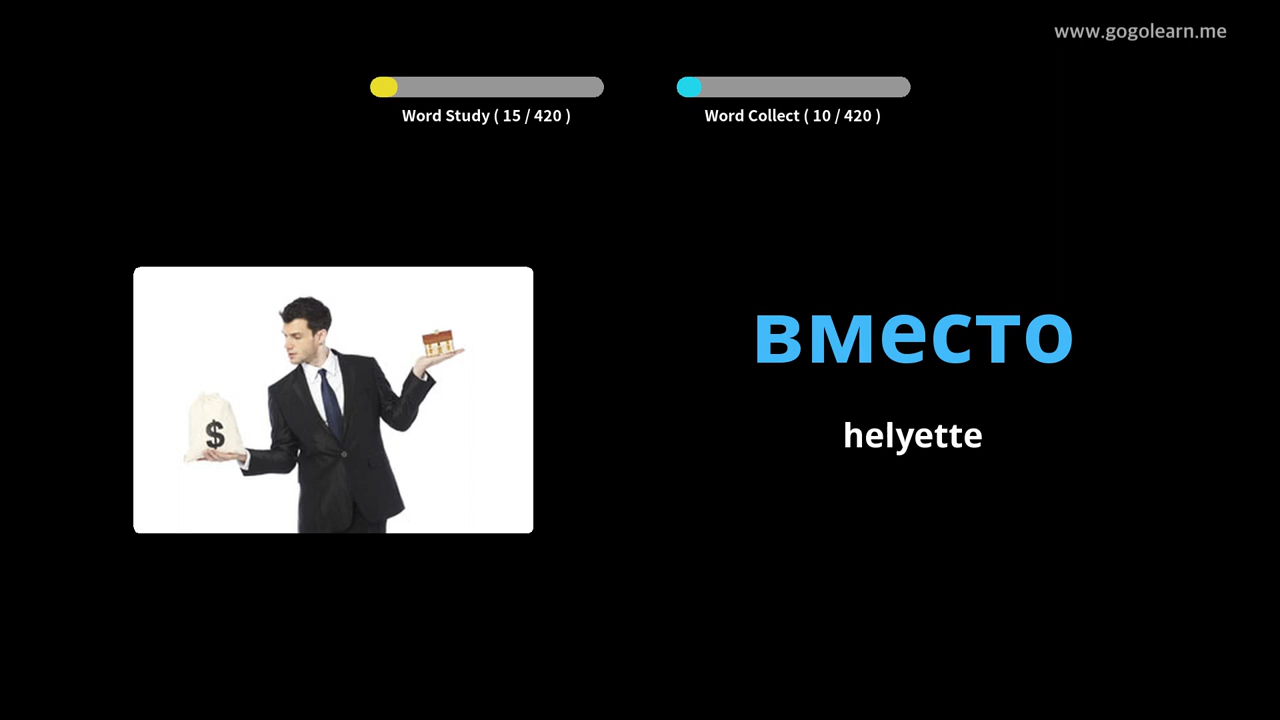 www.gogolearn.me
Word Study ( 15 / 420 )
Word Collect ( 10 / 420 )
вместо
$
helyette